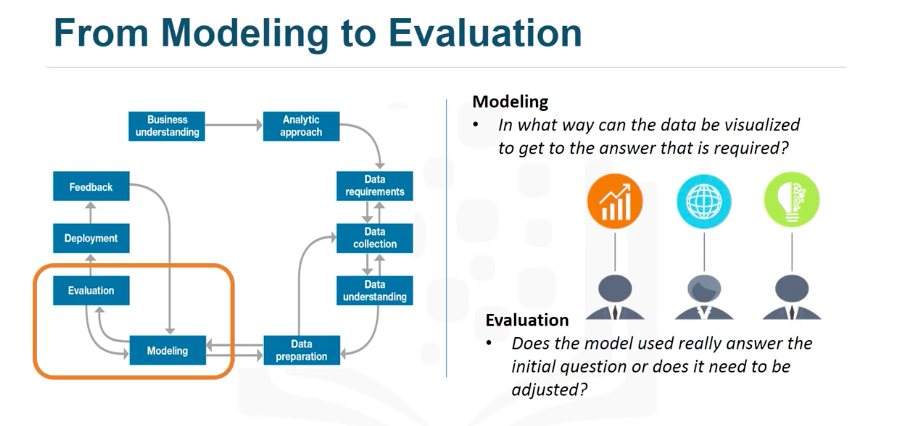 From Modeling to Evaluation
Business
understanding
Analytic
approach
Feedback
Data
requirements
Deployment
Data
collection
Evaluation
Data
understanding
Modeling
Data
preparation
Modeling
• In what way can the data be visualized
to get to the answer that is required?
Evaluation
• Does the model used really answer the
initial question or does it need to be
adjusted?